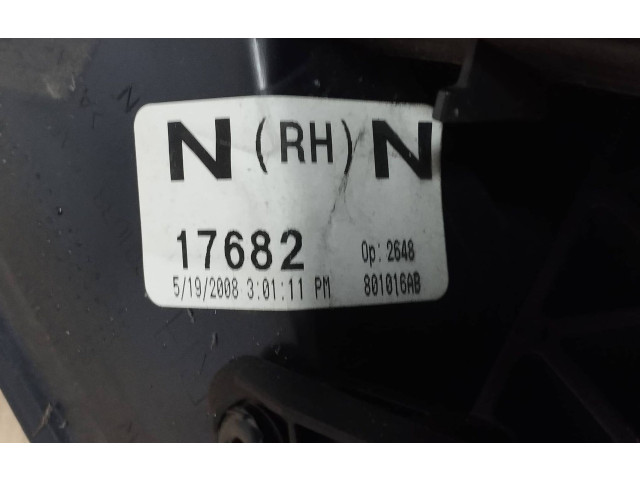 N (RH) N
17682 Op: 2648
5/19/2008 3:01:11 PM 801016AB